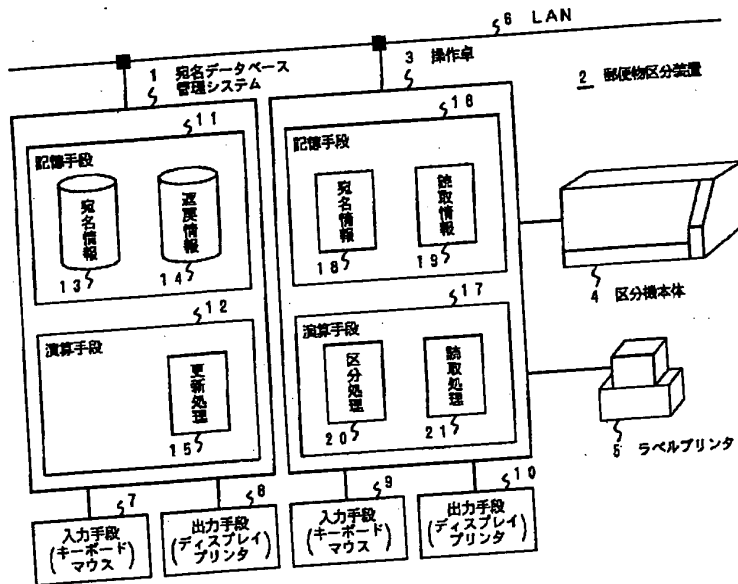 6 LAN
1 宛名データベース
管理システム
3 操作卓
2 郵便物区分装置
11
記憶手段
宛名情報
返戻情報
13
14
12
演算手段
更新処理
15
16
記憶手段
宛名情報
読取情報
18
19
17
演算手段
区分処理
読取処理
20
21
4 区分機本体
5 ラベルプリンタ
7
入力手段
(キーボード
マウス)
8
出力手段
(ディスプレイ
プリンタ)
9
入力手段
(キーボード
マウス)
10
出力手段
(ディスプレイ
プリンタ)